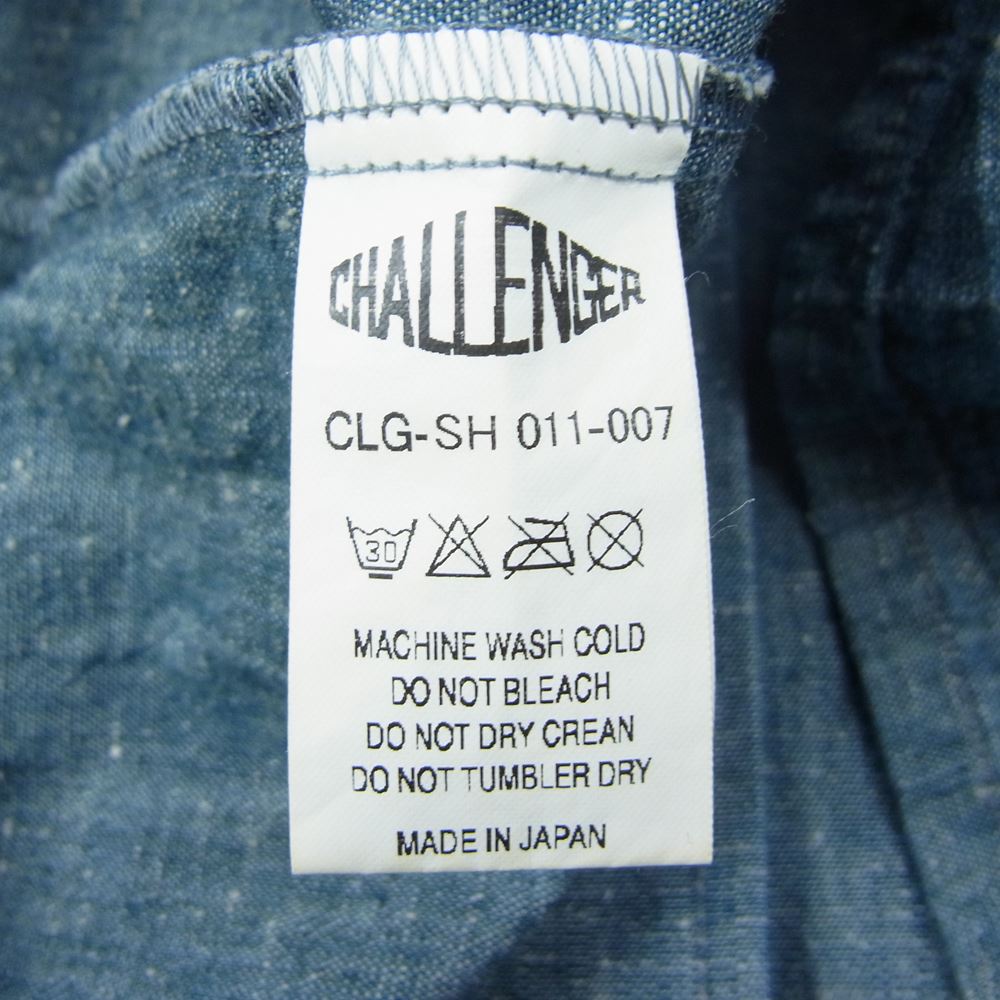 CHALLENGER
CLG-SH 011-007
30
MACHINE WASH COLD
DO NOT BLEACH
DO NOT DRY CREAN
DO NOT TUMBLER DRY
MADE IN JAPAN